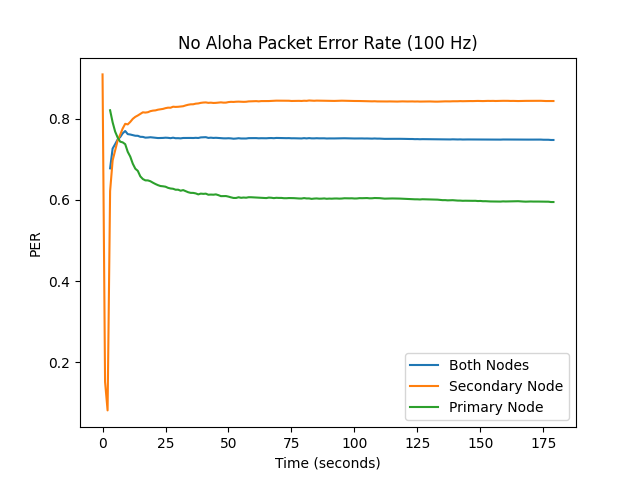 No Aloha Packet Error Rate (100 Hz)
PER
0.8
0.6
0.4
0.2
Both Nodes
Secondary Node
Primary Node
0 25 50 75 100 125 150 175
Time (seconds)